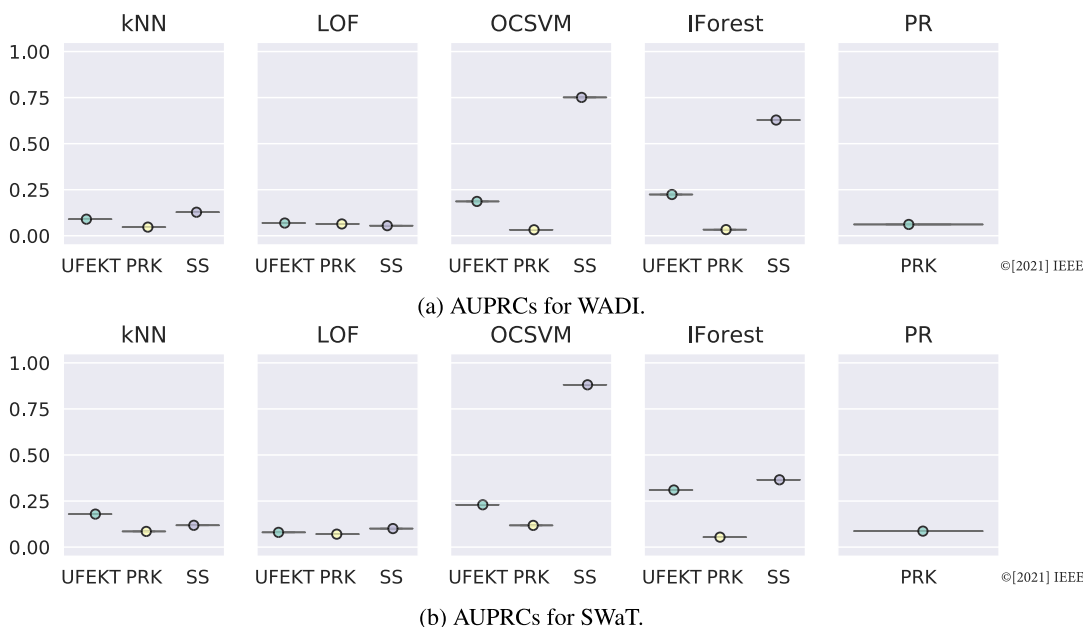 kNN LOF OCSVM IForest PR
1.00
0.75
0.50
0.25
0.00
UFEKT PRK SS UFEKT PRK SS UFEKT PRK SS UFEKT PRK SS PRK ©[2021] IEEE
(a) AUPRCs for WADI.
kNN LOF OCSVM IForest PR
1.00
0.75
0.50
0.25
0.00
UFEKT PRK SS UFEKT PRK SS UFEKT PRK SS UFEKT PRK SS PRK ©[2021] IEEE
(b) AUPRCs for SWaT.